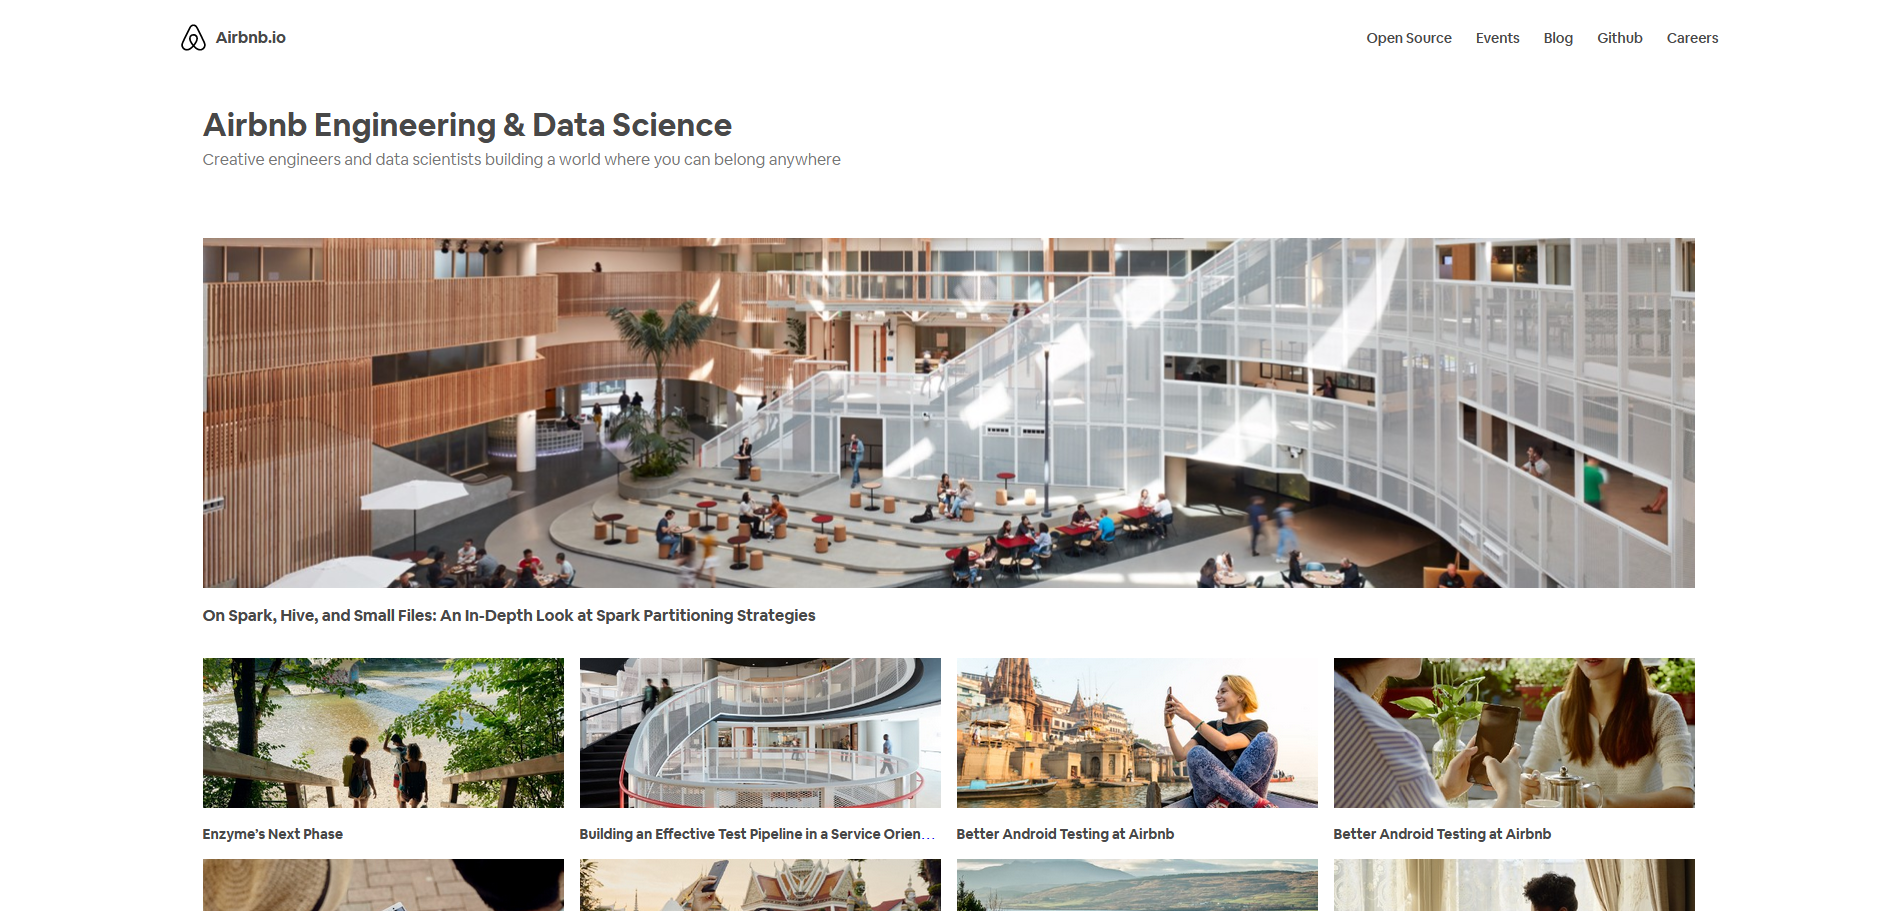 Airbnb.io
Open Source Events Blog Github Careers
Airbnb Engineering & Data Science
Creative engineers and data scientists building a world where you can belong anywhere
On Spark, Hive, and Small Files: An In-Depth Look at Spark Partitioning Strategies
Enzyme’s Next Phase
Building an Effective Test Pipeline in a Service Orien...
Better Android Testing at Airbnb
Better Android Testing at Airbnb